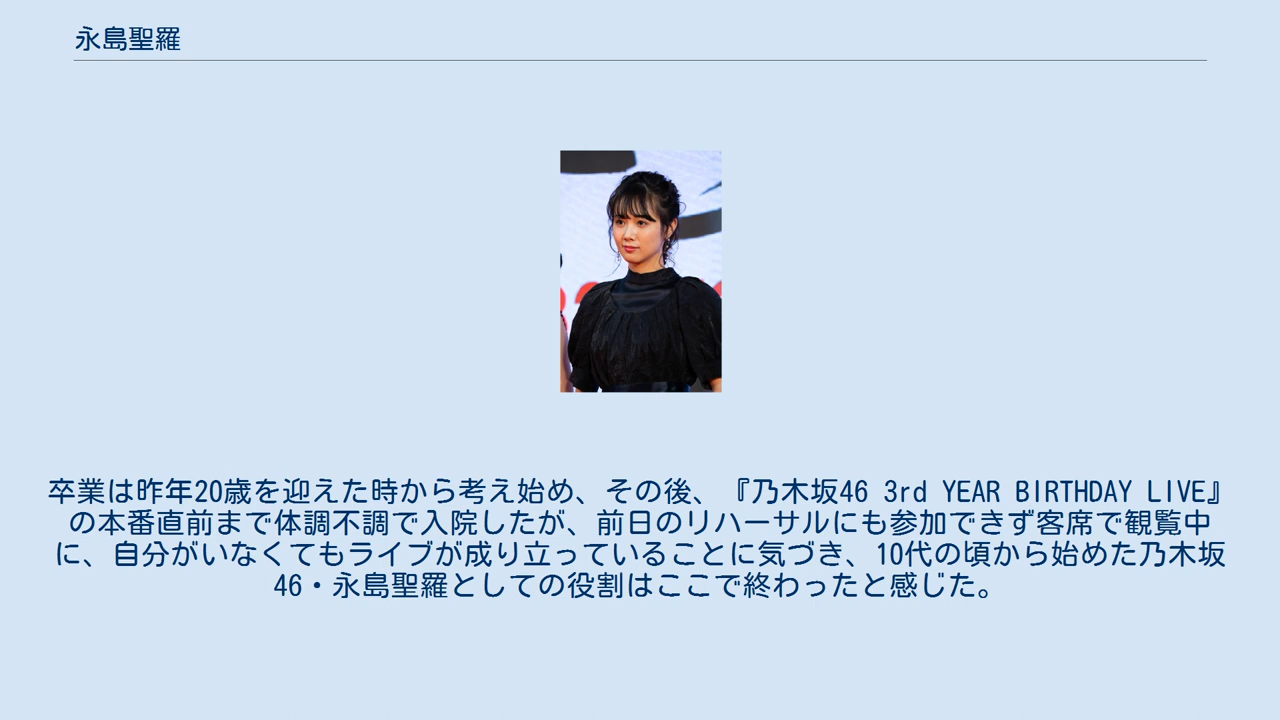 永島聖羅
卒業は昨年20歳を迎えた時から考え始め、その後、『乃木坂46 3rd YEAR BIRTHDAY LIVE』
の本番直前まで体調不調で入院したが、前日のリハーサルにも参加できず客席で観覧中
に、自分がいなくてもライブが成り立っていることに気づき、10代の頃から始めた乃木坂
46・永島聖羅としての役割はここで終わったと感じた。